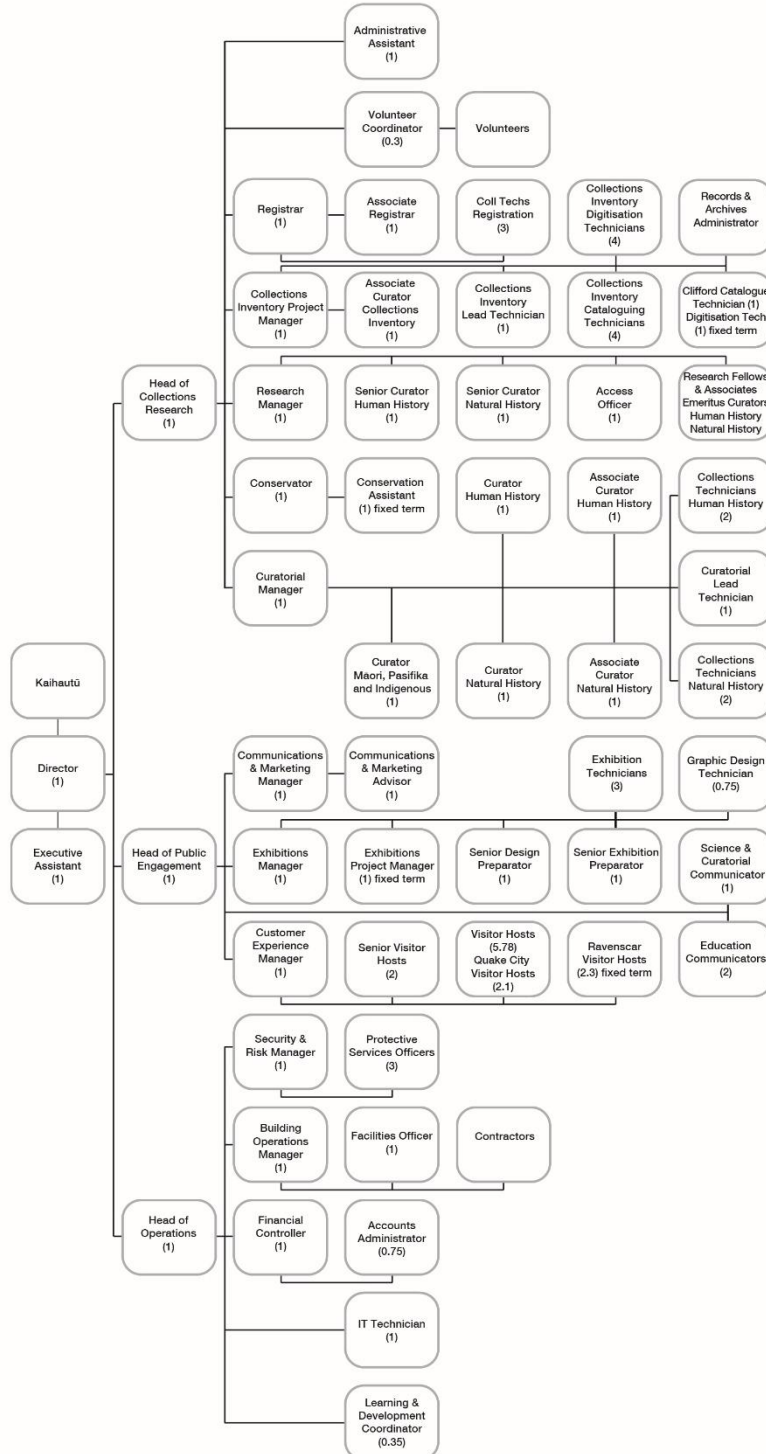 Administrative
Assistant
(1)
Volunteer
Coordinator
(0.3)
Volunteers
Registrar
(1)
Associate
Registrar
(1)
Coll Techs
Registration
(3)
Collections
Inventory
Digitisation
Technicians
(4)
Records &
Archives
Administrator
Collections
Inventory Project
Manager
(1)
Associate
Curator
Collections
Inventory
(1)
Collections
Inventory
Lead Technician
(1)
Collections
Inventory
Cataloguing
Technicians
(4)
Clifford Catalogue
Technician (1)
Digitisation Tech
(1) fixed term
Head of
Collections
Research
(1)
Research
Manager
(1)
Senior Curator
Human History
(1)
Senior Curator
Natural History
(1)
Access
Officer
(1)
Research Fellows
& Associates
Emeritus Curators
Human History
Natural History
Conservator
(1)
Conservation
Assistant
(1) fixed term
Curator
Human History
(1)
Associate
Curator
Human History
(1)
Collections
Technicians
Human History
(2)
Curatorial
Manager
(1)
Curatorial
Lead
Technician
(1)
Curator
Māori, Pasifika
and Indigenous
(1)
Curator
Natural History
(1)
Associate
Curator
Natural History
(1)
Collections
Technicians
Natural History
(2)
Kaihautū
Director
(1)
Executive
Assistant
(1)
Communications
& Marketing
Manager
(1)
Communications
& Marketing
Advisor
(1)
Exhibition
Technicians
(3)
Graphic Design
Technician
(0.75)
Head of Public
Engagement
(1)
Exhibitions
Manager
(1)
Exhibitions
Project Manager
(1) fixed term
Senior Design
Preparator
(1)
Senior Exhibition
Preparator
(1)
Science &
Curatorial
Communicator
(1)
Customer
Experience
Manager
(1)
Senior Visitor
Hosts
(2)
Visitor Hosts
(5.78)
Quake City
Visitor Hosts
(2.1)
Ravenscar
Visitor Hosts
(2.3) fixed term
Education
Communicators
(2)
Security &
Risk Manager
(1)
Protective
Services Officers
(3)
Building
Operations
Manager
(1)
Facilities Officer
(1)
Contractors
Head of
Operations
(1)
Financial
Controller
(1)
Accounts
Administrator
(0.75)
IT Technician
(1)
Learning &
Development
Coordinator
(0.35)